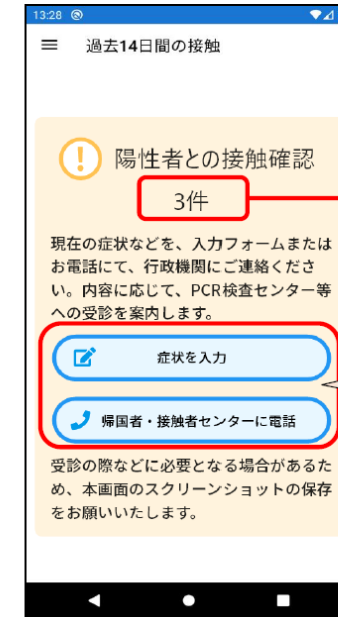 13:28
過去14日間の接触
陽性者との接触確認
3件
現在の症状などを、入力フォームまたは
お電話にて、行政機関にご連絡くださ
い。内容に応じて、PCR検査センター等
への受診を案内します。
症状を入力
帰国者・接触者センターに電話
受診の際などに必要となる場合があるた
め、本画面のスクリーンショットの保存
をお願いいたします。